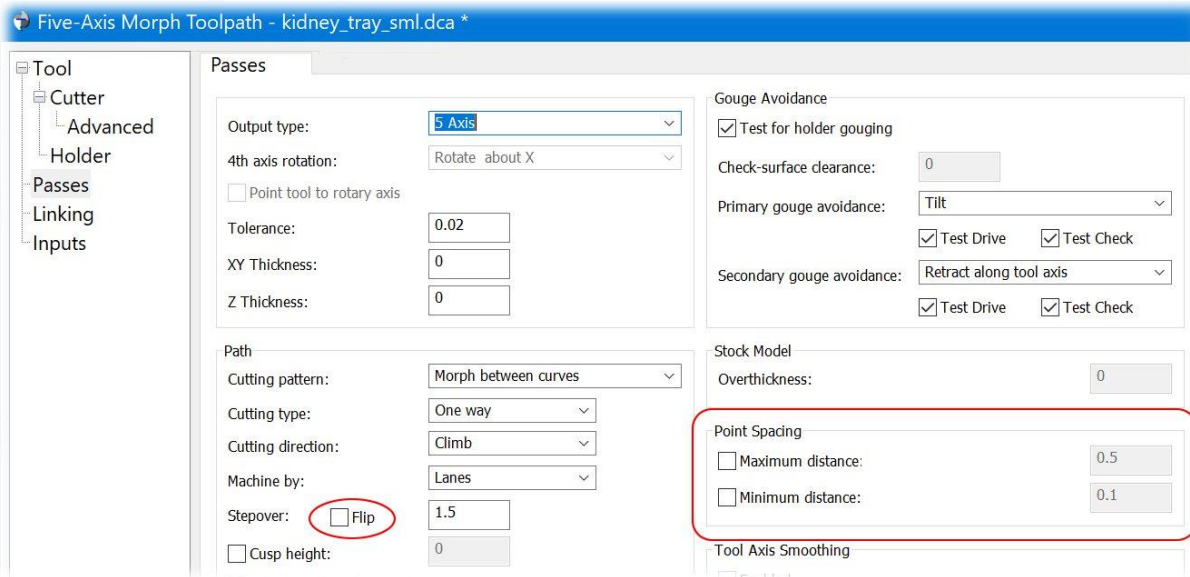 Five-Axis Morph Toolpath - kidney_tray_sml.dca *
Tool
Cutter
Advanced
Holder
Passes
Linking
Inputs
Passes
Output type: 5 Axis
4th axis rotation: Rotate about X
Point tool to rotary axis
Tolerance: 0.02
XY Thickness: 0
Z Thickness: 0
Path
Cutting pattern: Morph between curves
Cutting type: One way
Cutting direction: Climb
Machine by: Lanes
Stepover: Flip 1.5
Cusp height: 0
Gouge Avoidance
Test for holder gouging
Check-surface clearance: 0
Primary gouge avoidance: Tilt
Test Drive Test Check
Secondary gouge avoidance: Retract along tool axis
Test Drive Test Check
Stock Model
Overthickness: 0
Point Spacing
Maximum distance: 0.5
Minimum distance: 0.1
Tool Axis Smoothing